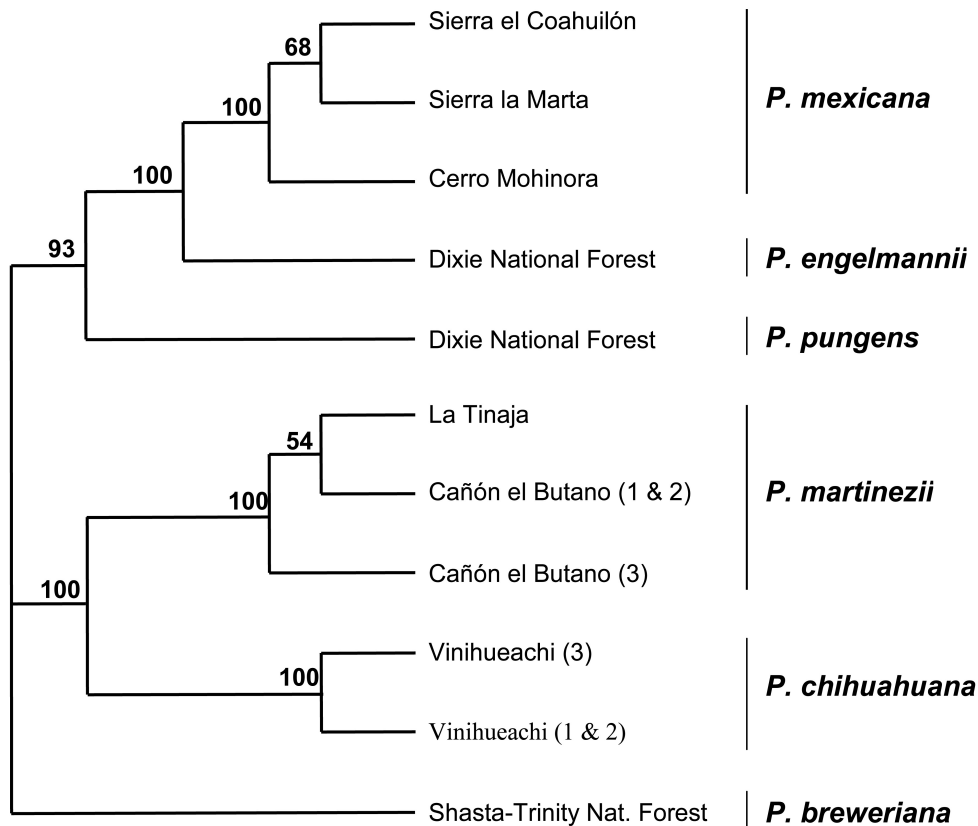 Sierra el Coahuilón
68
Sierra la Marta
P. mexicana
100
Cerro Mohinora
100
Dixie National Forest
P. engelmannii
93
Dixie National Forest
P. pungens
La Tinaja
54
Cañón el Butano (1 & 2)
P. martinezii
100
Cañón el Butano (3)
100
Vinihueachi (3)
100
P. chihuahuana
Vinihueachi (1 & 2)
Shasta-Trinity Nat. Forest
P. breweriana